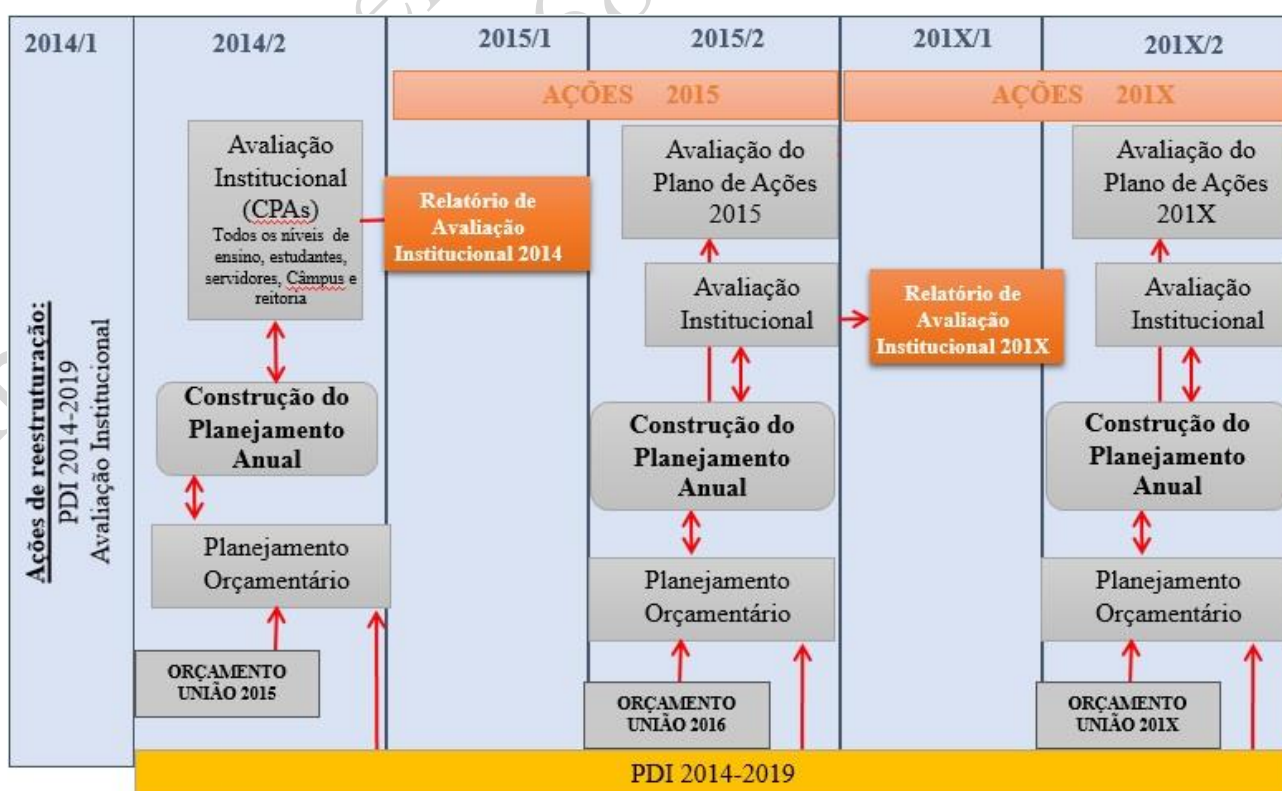 2014/1
2014/2
2015/1
2015/2
201X/1
201X/2
AÇÕES 2015
AÇÕES 201X
Ações de reestruturação:
PDI 2014-2019
Avaliação Institucional
Avaliação
Institucional
(CPAs)
Todos os níveis de
ensino, estudantes,
servidores, Câmpus e
reitoria
Relatório de
Avaliação
Institucional 2014
Avaliação do
Plano de Ações
2015
Avaliação
Institucional
Relatório de
Avaliação
Institucional 201X
Avaliação do
Plano de Ações
201X
Avaliação
Institucional
Construção do
Planejamento
Anual
Construção do
Planejamento
Anual
Construção do
Planejamento
Anual
Planejamento
Orçamentário
Planejamento
Orçamentário
Planejamento
Orçamentário
ORÇAMENTO
UNIÃO 2015
ORÇAMENTO
UNIÃO 2016
ORÇAMENTO
UNIÃO 201X
PDI 2014-2019